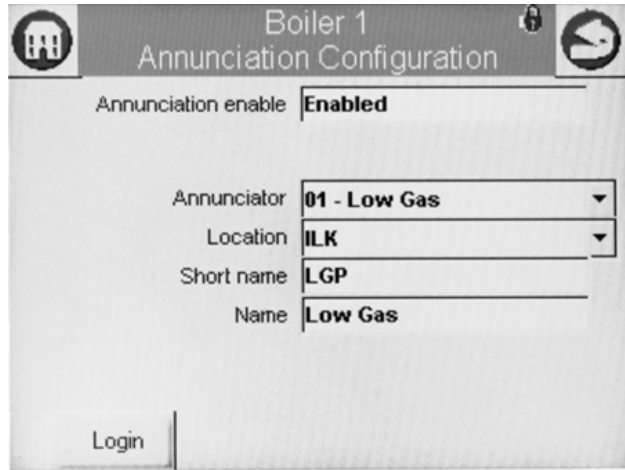 Boiler 1
Annunciation Configuration
Annunciation enable Enabled
Annunciator 01 - Low Gas
Location ILK
Short name LGP
Name Low Gas
Login